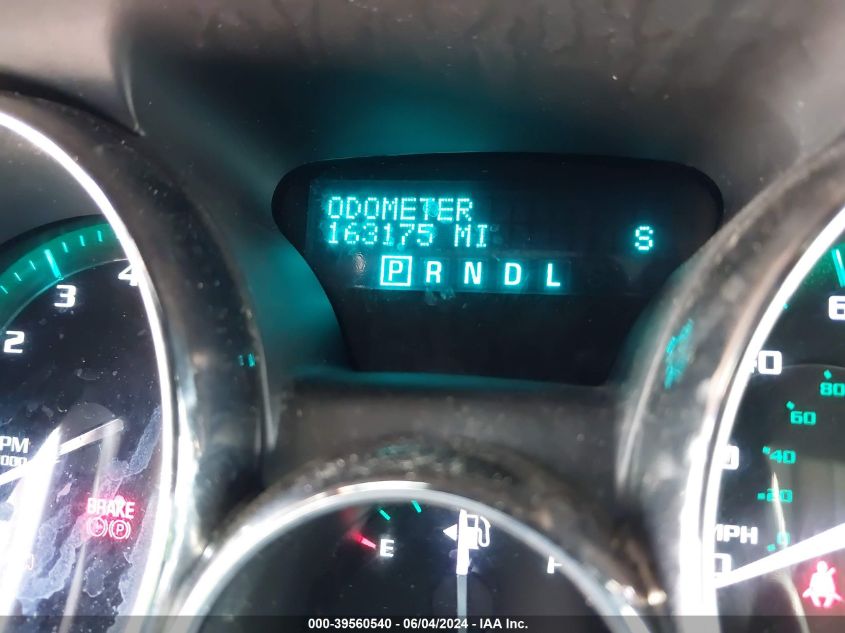 ODOMETER
163175 MI S
P R N D L
2 3 4
BRAKE
P
E
80
60
40
20
0
MPH
000-39560540 - 06/04/2024 - IAA Inc.